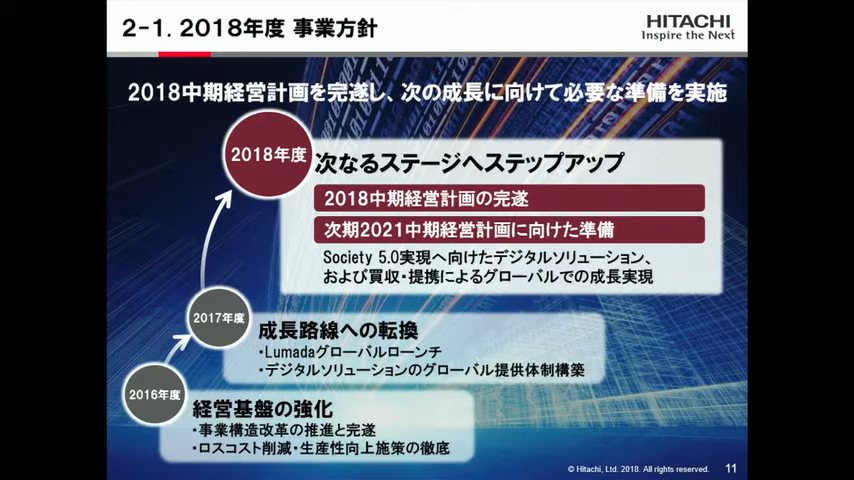 2-1. 2018年度 事業方針
HITACHI
Inspire the Next
2018中期経営計画を完遂し、次の成長に向けて必要な準備を実施
2018年度
次なるステージへステップアップ
2018中期経営計画の完遂
次期2021中期経営計画に向けた準備
Society 5.0実現へ向けたデジタルソリューション、
および買収・提携によるグローバルでの成長実現
2017年度
成長路線への転換
・Lumadaグローバルローンチ
・デジタルソリューションのグローバル提供体制構築
2016年度
経営基盤の強化
・事業構造改革の推進と完遂
・ロスコスト削減・生産性向上施策の徹底
© Hitachi, Ltd. 2018. All rights reserved.
11